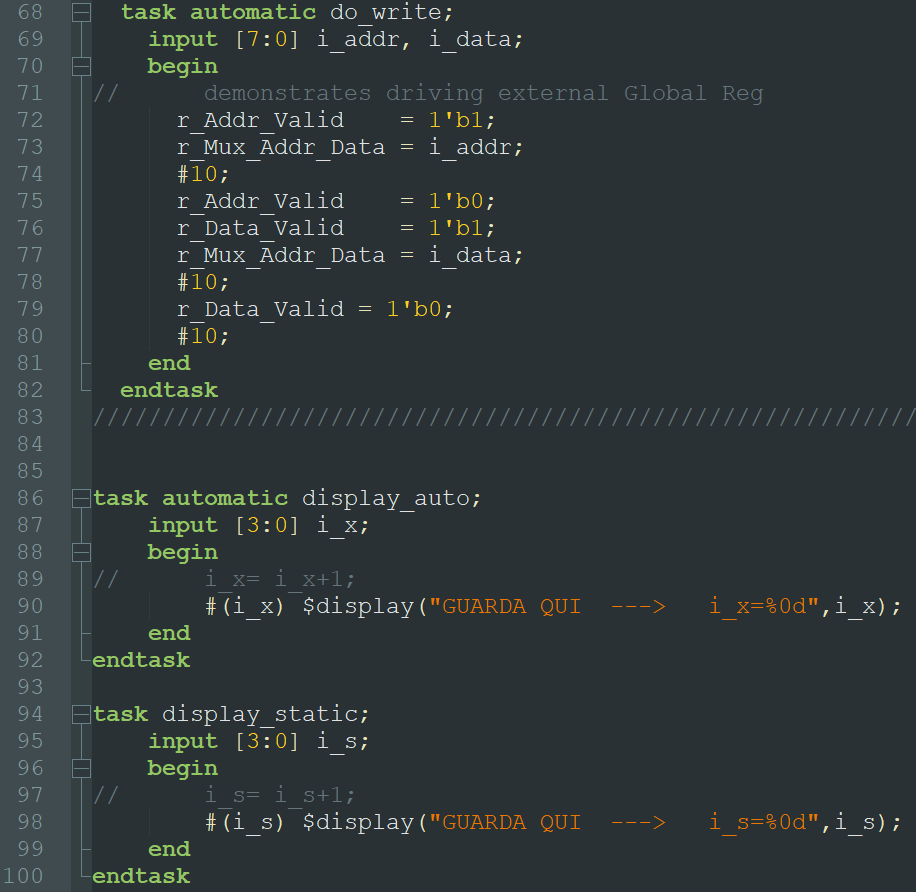 68 task automatic do_write;
69 input [7:0] i_addr, i_data;
70 begin
71 // demonstrates driving external Global Reg
72 r_Addr_Valid    = 1'b1;
73 r_Mux_Addr_Data = i_addr;
74 #10;
75 r_Addr_Valid    = 1'b0;
76 r_Data_Valid    = 1'b1;
77 r_Mux_Addr_Data = i_data;
78 #10;
79 r_Data_Valid = 1'b0;
80 #10;
81 end
82 endtask
83 ///////////////////////////////////////////////////////////
84
85
86 task automatic display_auto;
87 input [3:0] i_x;
88 begin
89 // i_x= i_x+1;
90 #(i_x) $display("GUARDA QUI  --->   i_x=%0d",i_x);
91 end
92 endtask
93
94 task display_static;
95 input [3:0] i_s;
96 begin
97 // i_s= i_s+1;
98 #(i_s) $display("GUARDA QUI  --->   i_s=%0d",i_s);
99 end
100 endtask